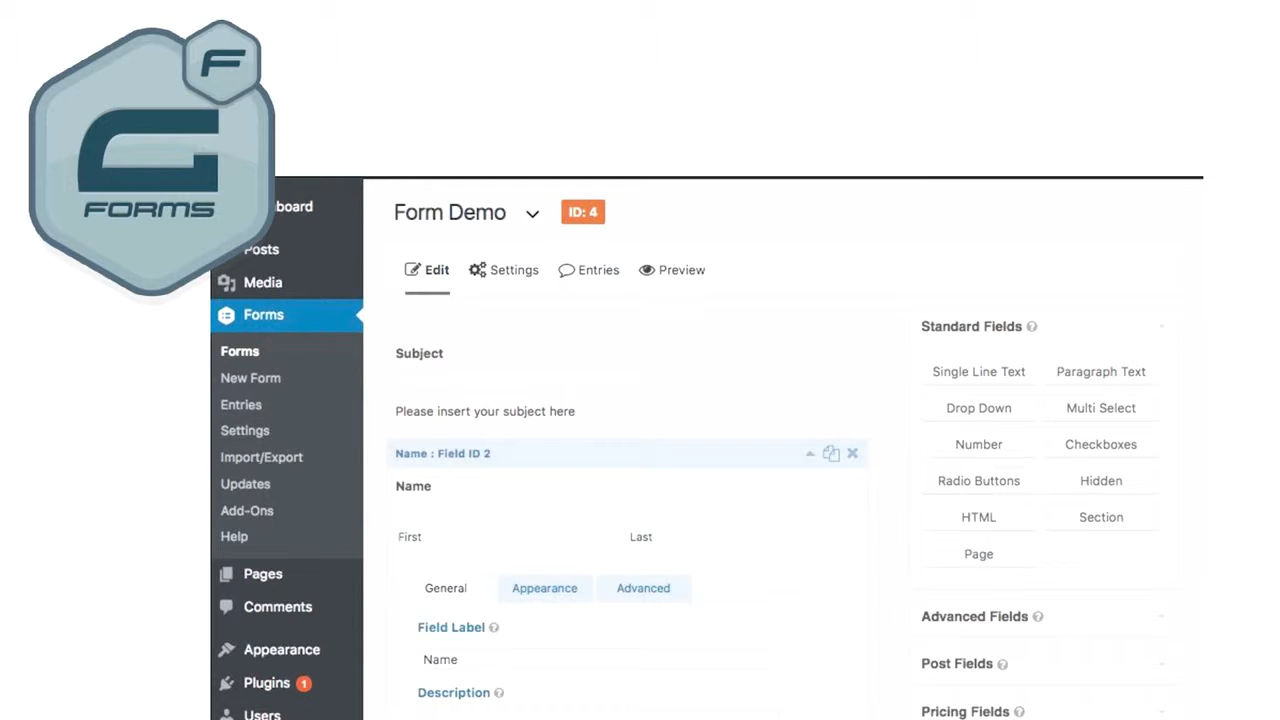 F
G
FORMS
board
Posts
Media
Forms
Forms
New Form
Entries
Settings
Import/Export
Updates
Add-Ons
Help
Pages
Comments
Appearance
Plugins 1
Users
Form Demo ID: 4
Edit Settings Entries Preview
Subject
Please insert your subject here
Name : Field ID 2
Name
First Last
General Appearance Advanced
Field Label ?
Name
Description ?
Standard Fields ?
Single Line Text Paragraph Text
Drop Down Multi Select
Number Checkboxes
Radio Buttons Hidden
HTML Section
Page
Advanced Fields ?
Post Fields ?
Pricing Fields ?